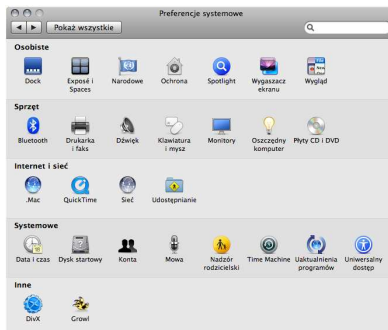 Preferencje systemowe
Pokaż wszystkie
Osobiste
Dock
Exposé i Spaces
Narodowe
Ochrona
Spotlight
Wygaszacz ekranu
Wygląd
Sprzęt
Bluetooth
Drukarka i faks
Dźwięk
Klawiatura i mysz
Monitory
Oszczędny komputer
Płyty CD i DVD
Internet i sieć
.Mac
QuickTime
Sieć
Udostępnianie
Systemowe
Data i czas
Dysk startowy
Konta
Mowa
Nadzór rodzicielski
Time Machine
Uaktualnienia programów
Uniwersalny dostęp
Inne
DivX
Growl